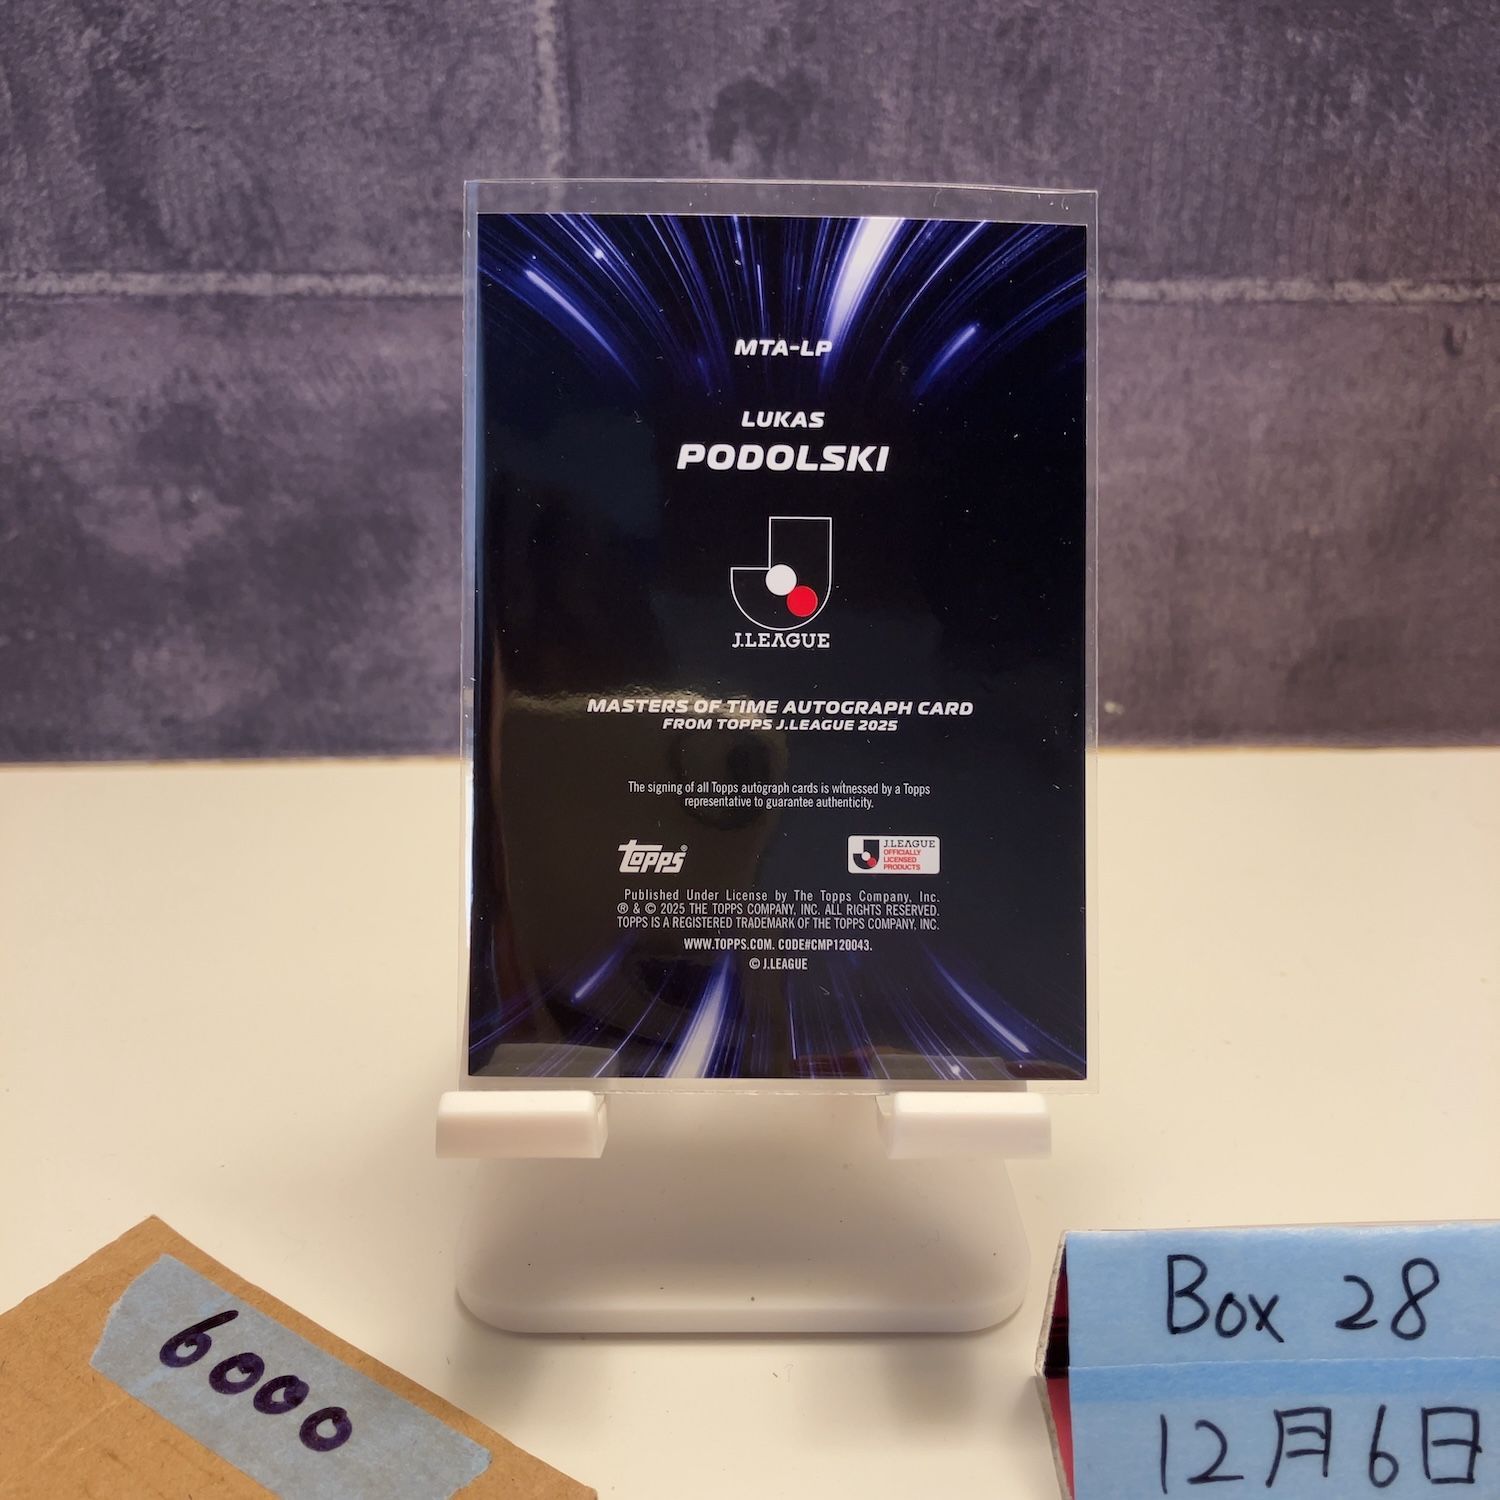 MTA-LP
LUKAS
PODOLSKI
J.LEAGUE
MASTERS OF TIME AUTOGRAPH CARD
FROM TOPPS J.LEAGUE 2025
The signing of all Topps autograph cards is witnessed by a Topps
representative to guarantee authenticity.
topps®
J.LEAGUE
OFFICIALLY
LICENSED
PRODUCTS
Published Under License by The Topps Company, Inc.
® & © 2025 THE TOPPS COMPANY, INC. ALL RIGHTS RESERVED.
TOPPS IS A REGISTERED TRADEMARK OF THE TOPPS COMPANY, INC.
WWW.TOPPS.COM. CODE#CMP120043.
© J.LEAGUE
6000
Box 28
12月6日